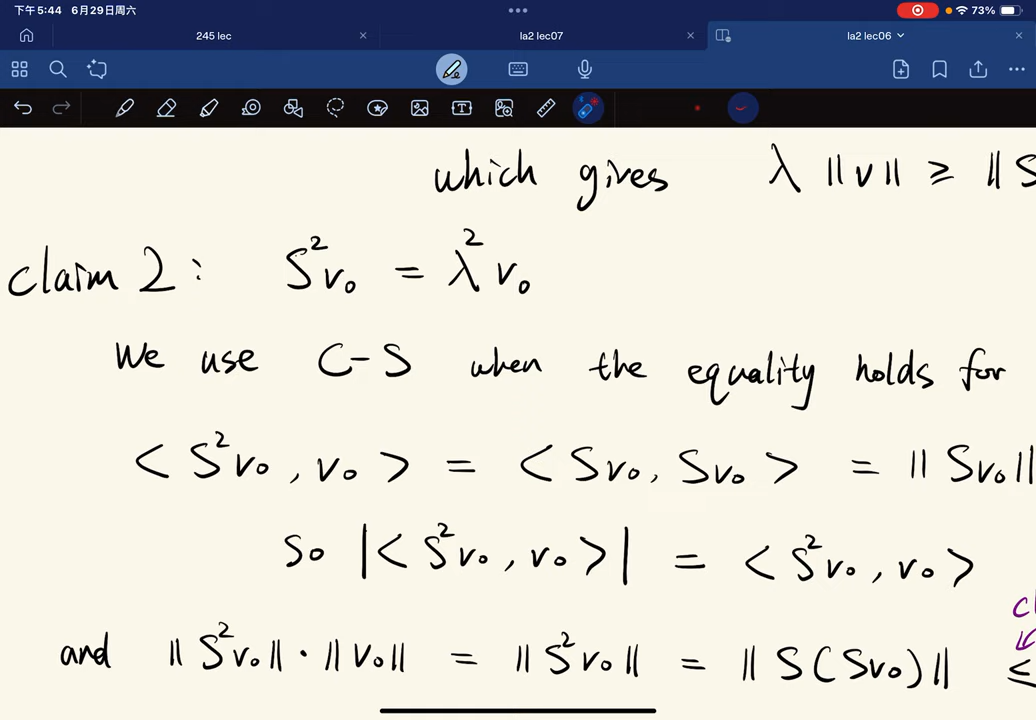 下午5:44 6月29日周六 73%
245 lec la2 lec07 la2 lec06
which gives λ ‖v‖ ≥ ‖S
claim 2: S²v₀ = λ²v₀
We use C-S when the equality holds for
<S²v₀, v₀> = <Sv₀, Sv₀> = ‖Sv₀‖
so |<S²v₀, v₀>| = <S²v₀, v₀>
and ‖S²v₀‖·‖v₀‖ = ‖S²v₀‖ = ‖S(Sv₀)‖ ≤